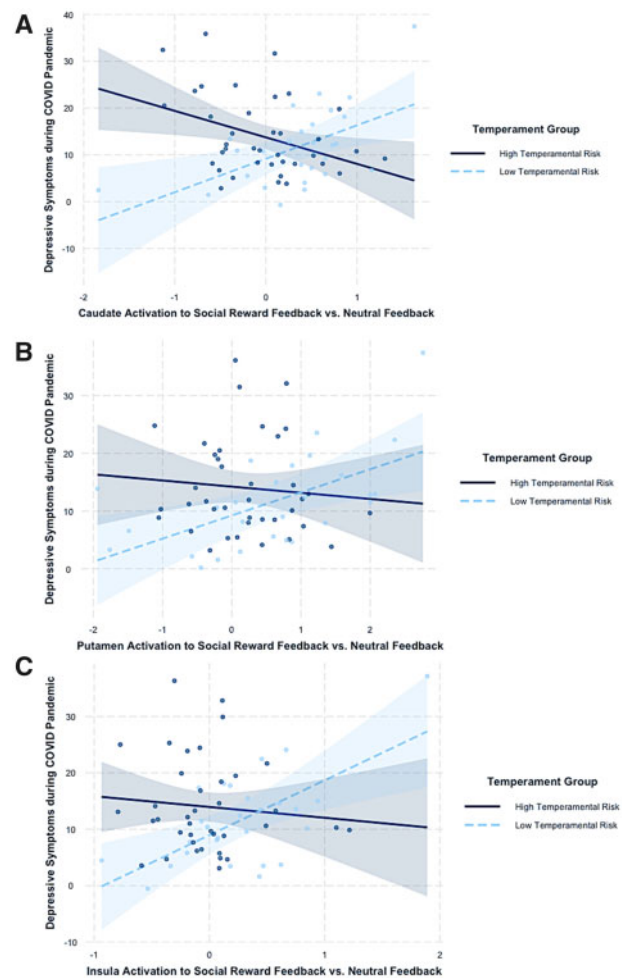 A
Depressive Symptoms during COVID Pandemic
40
30
20
10
0
-10
-2
-1
0
1
Caudate Activation to Social Reward Feedback vs. Neutral Feedback
Temperament Group
High Temperamental Risk
Low Temperamental Risk
B
Depressive Symptoms during COVID Pandemic
30
20
10
0
-2
-1
0
1
2
Putamen Activation to Social Reward Feedback vs. Neutral Feedback
Temperament Group
High Temperamental Risk
Low Temperamental Risk
C
Depressive Symptoms during COVID Pandemic
30
20
10
0
-10
-1
0
1
2
Insula Activation to Social Reward Feedback vs. Neutral Feedback
Temperament Group
High Temperamental Risk
Low Temperamental Risk